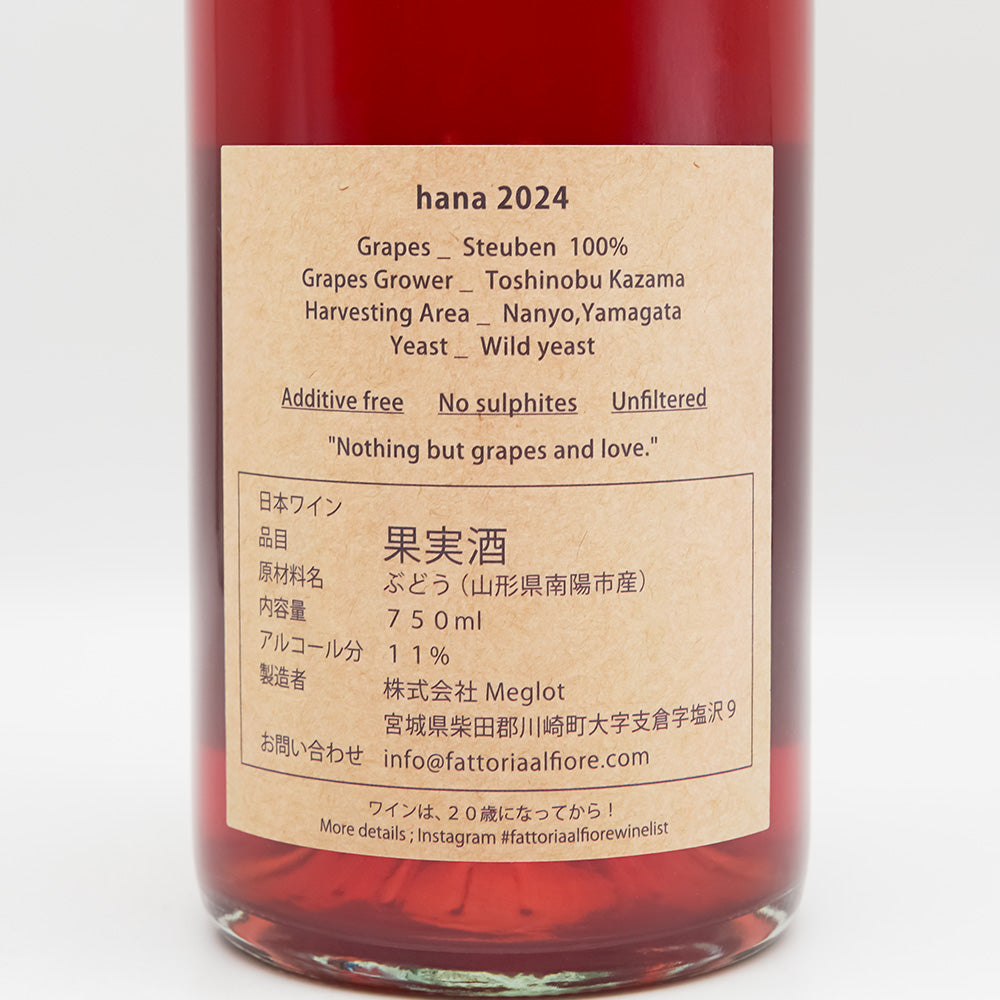 hana 2024
Grapes _ Steuben 100%
Grapes Grower _ Toshinobu Kazama
Harvesting Area _ Nanyo,Yamagata
Yeast _ Wild yeast
Additive free No sulphites Unfiltered
"Nothing but grapes and love."
日本ワイン
品目 果実酒
原材料名 ぶどう（山形県南陽市産）
内容量 ７５０ml
アルコール分 １１%
製造者 株式会社 Meglot
宮城県柴田郡川崎町大字支倉字塩沢９
お問い合わせ info@fattoriaalfiore.com
ワインは、２０歳になってから！
More details ; Instagram #fattoriaalfiorewinelist